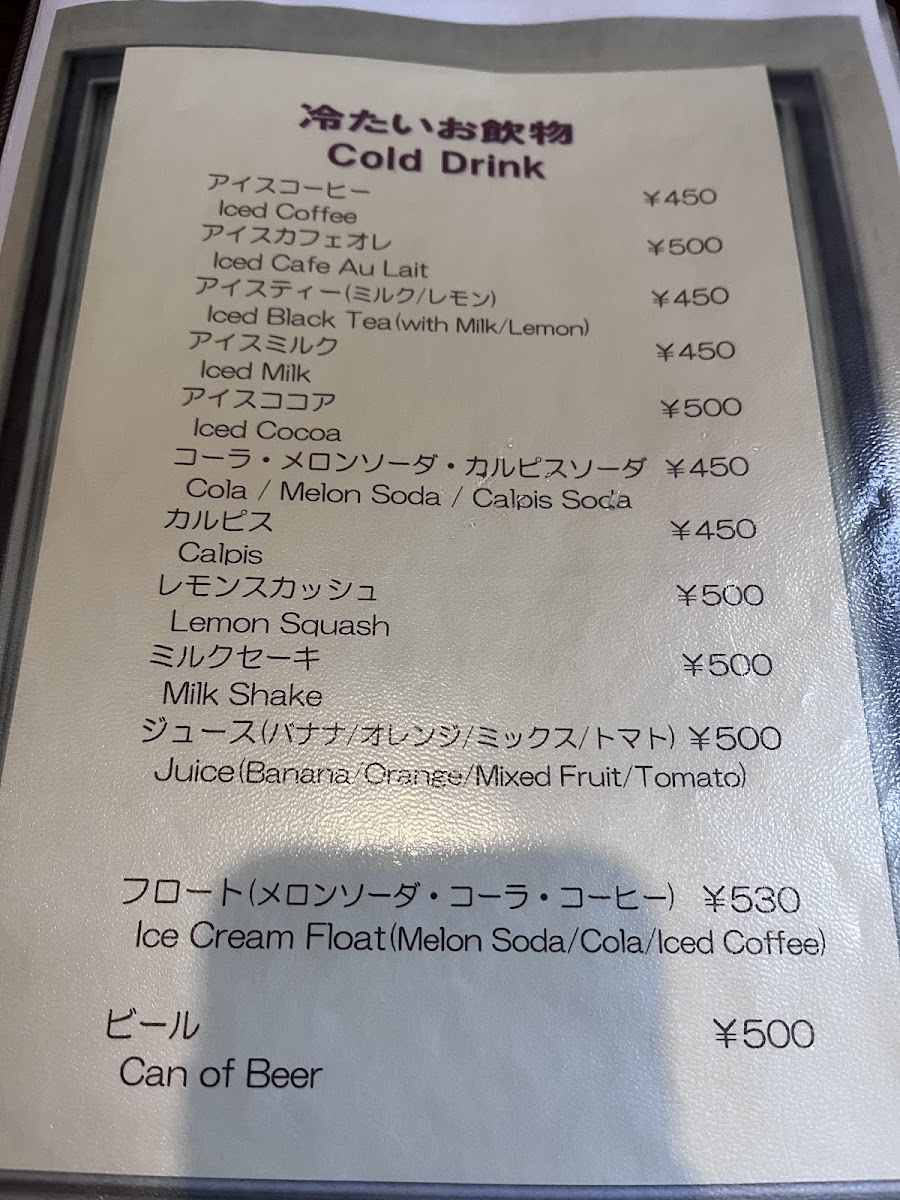 冷たいお飲物
Cold Drink
アイスコーヒー ¥450
Iced Coffee
アイスカフェオレ ¥500
Iced Cafe Au Lait
アイスティー(ミルク/レモン) ¥450
Iced Black Tea(with Milk/Lemon)
アイスミルク ¥450
Iced Milk
アイスココア ¥500
Iced Cocoa
コーラ・メロンソーダ・カルピスソーダ ¥450
Cola / Melon Soda / Calpis Soda
カルピス ¥450
Calpis
レモンスカッシュ ¥500
Lemon Squash
ミルクセーキ ¥500
Milk Shake
ジュース(バナナ/オレンジ/ミックス/トマト) ¥500
Juice(Banana/Orange/Mixed Fruit/Tomato)
フロート(メロンソーダ・コーラ・コーヒー) ¥530
Ice Cream Float(Melon Soda/Cola/Iced Coffee)
ビール ¥500
Can of Beer